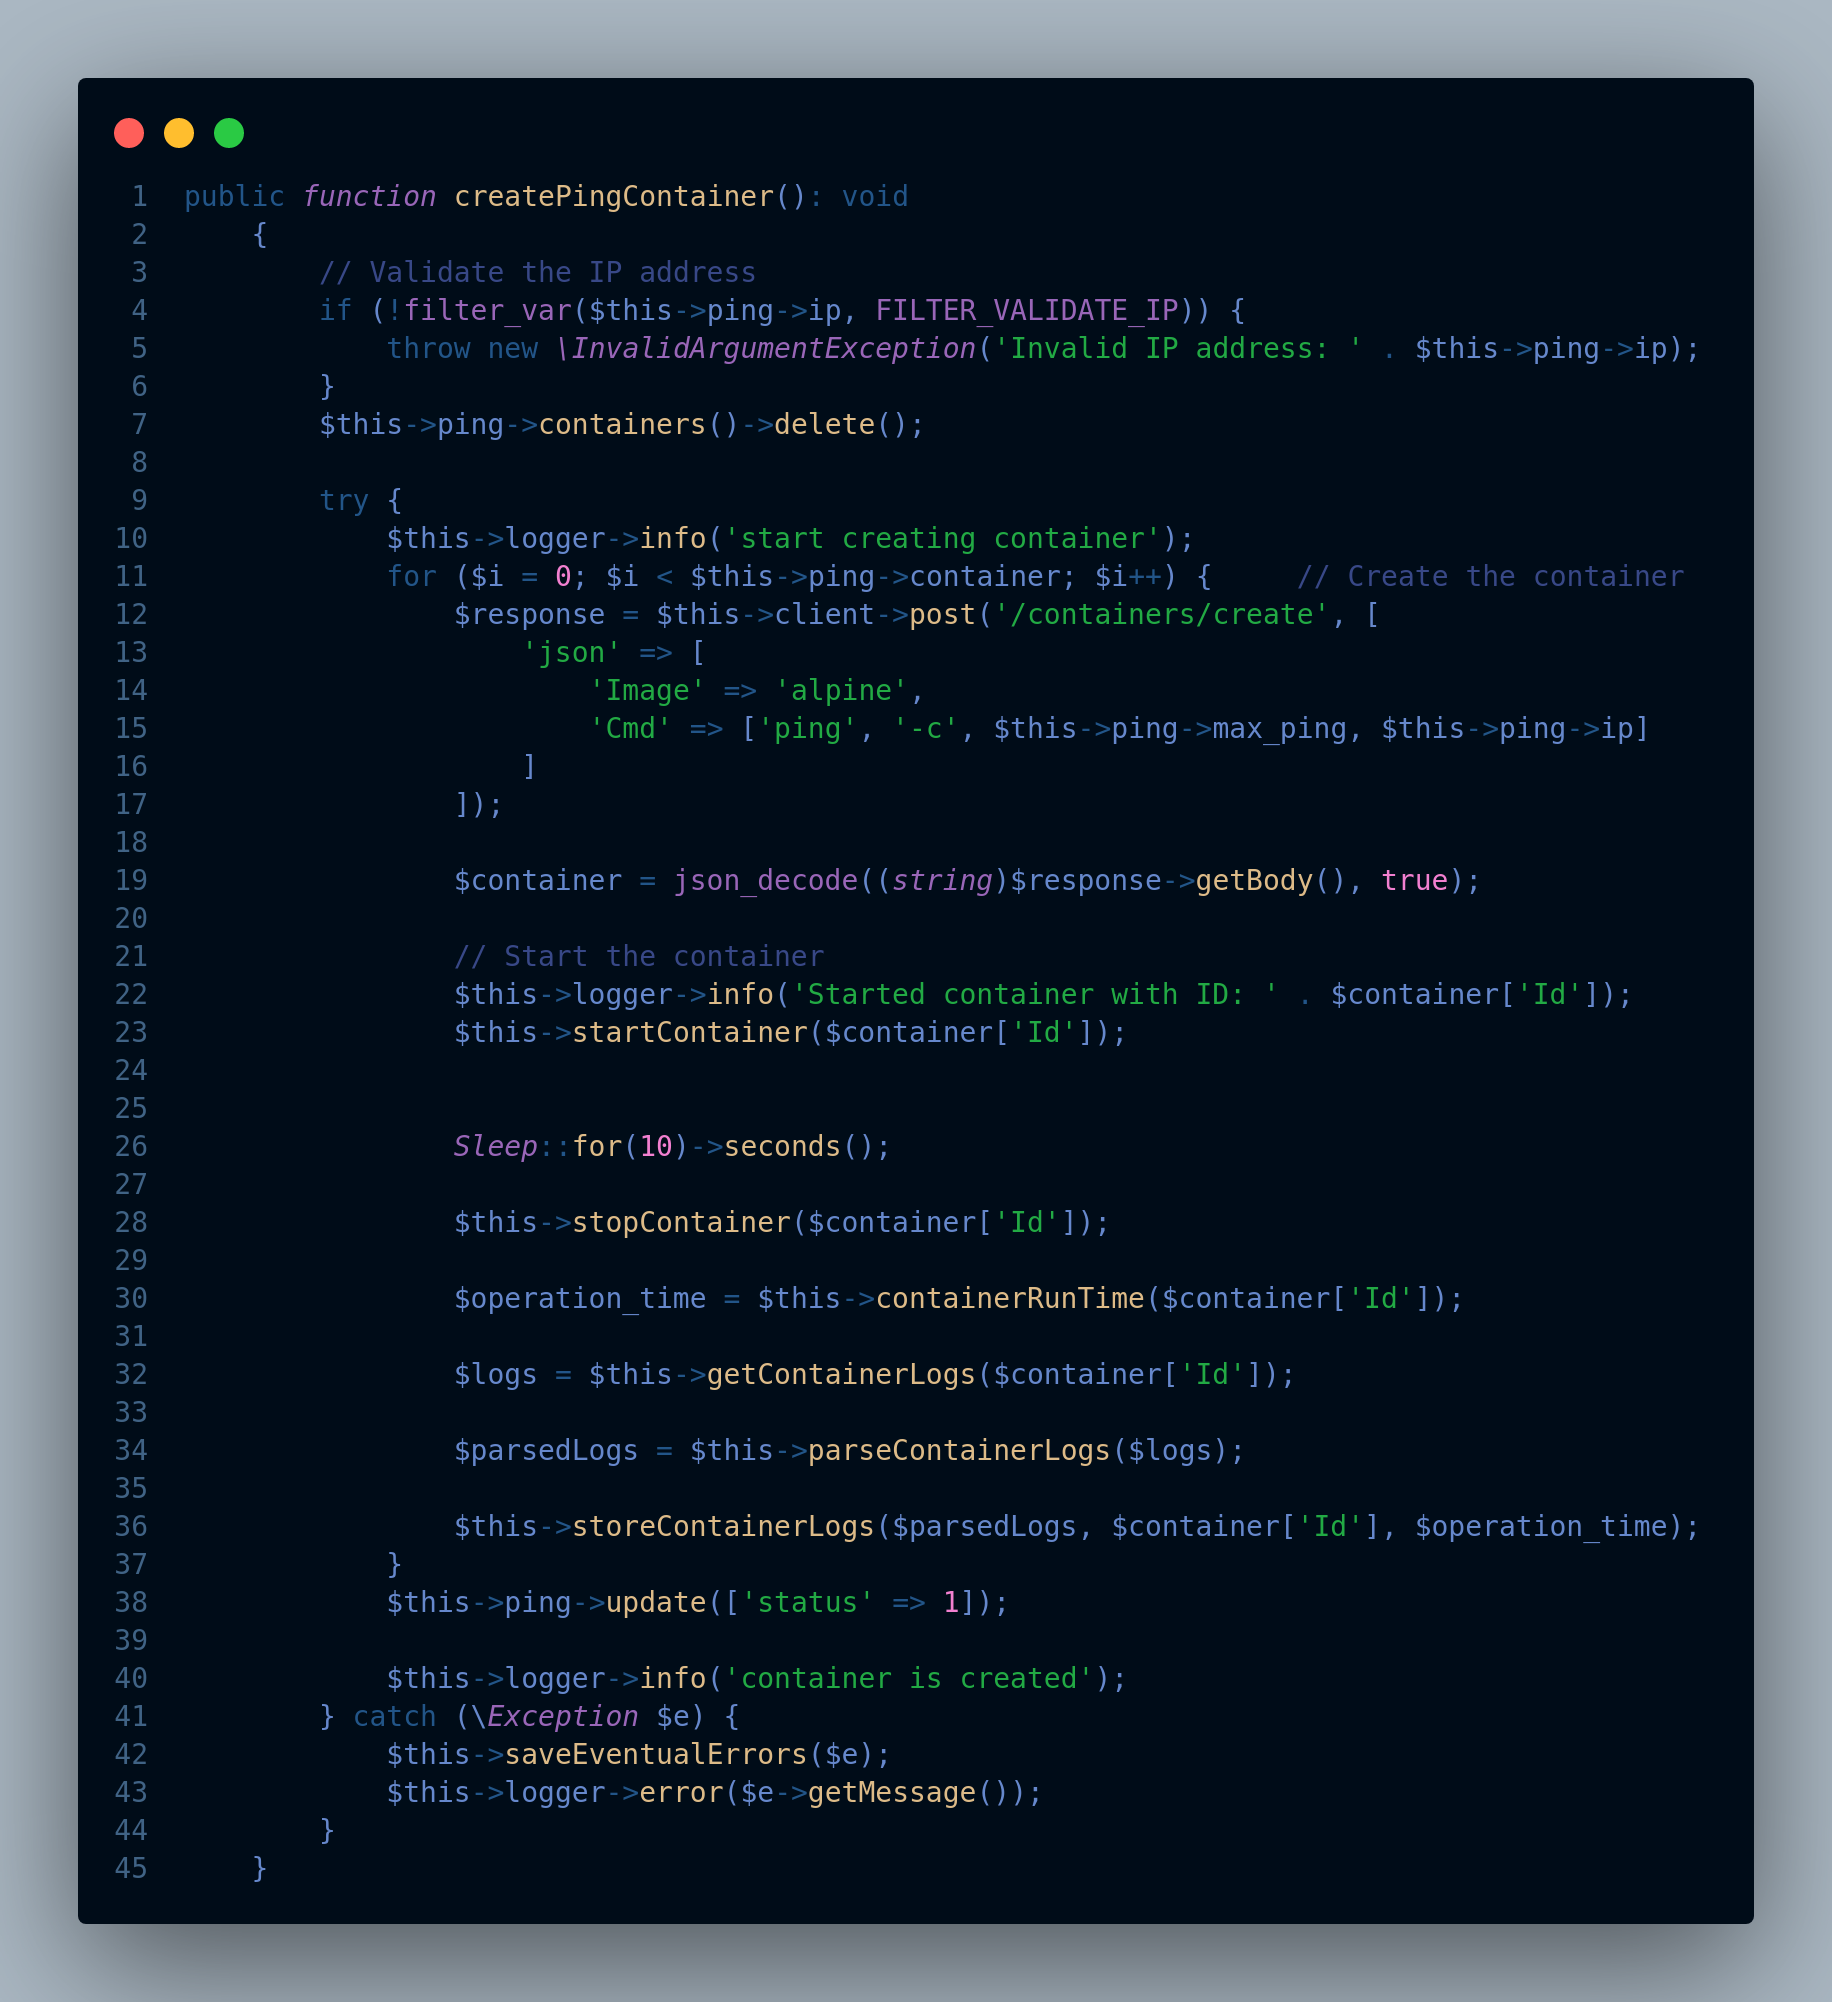 1 public function createPingContainer(): void
2     {
3         // Validate the IP address
4         if (!filter_var($this->ping->ip, FILTER_VALIDATE_IP)) {
5             throw new \InvalidArgumentException('Invalid IP address: ' . $this->ping->ip);
6         }
7         $this->ping->containers()->delete();
8
9         try {
10             $this->logger->info('start creating container');
11             for ($i = 0; $i < $this->ping->container; $i++) {     // Create the container
12                 $response = $this->client->post('/containers/create', [
13                     'json' => [
14                         'Image' => 'alpine',
15                         'Cmd' => ['ping', '-c', $this->ping->max_ping, $this->ping->ip]
16                     ]
17                 ]);
18
19                 $container = json_decode((string)$response->getBody(), true);
20
21                 // Start the container
22                 $this->logger->info('Started container with ID: ' . $container['Id']);
23                 $this->startContainer($container['Id']);
24
25
26                 Sleep::for(10)->seconds();
27
28                 $this->stopContainer($container['Id']);
29
30                 $operation_time = $this->containerRunTime($container['Id']);
31
32                 $logs = $this->getContainerLogs($container['Id']);
33
34                 $parsedLogs = $this->parseContainerLogs($logs);
35
36                 $this->storeContainerLogs($parsedLogs, $container['Id'], $operation_time);
37             }
38             $this->ping->update(['status' => 1]);
39
40             $this->logger->info('container is created');
41         } catch (\Exception $e) {
42             $this->saveEventualErrors($e);
43             $this->logger->error($e->getMessage());
44         }
45     }